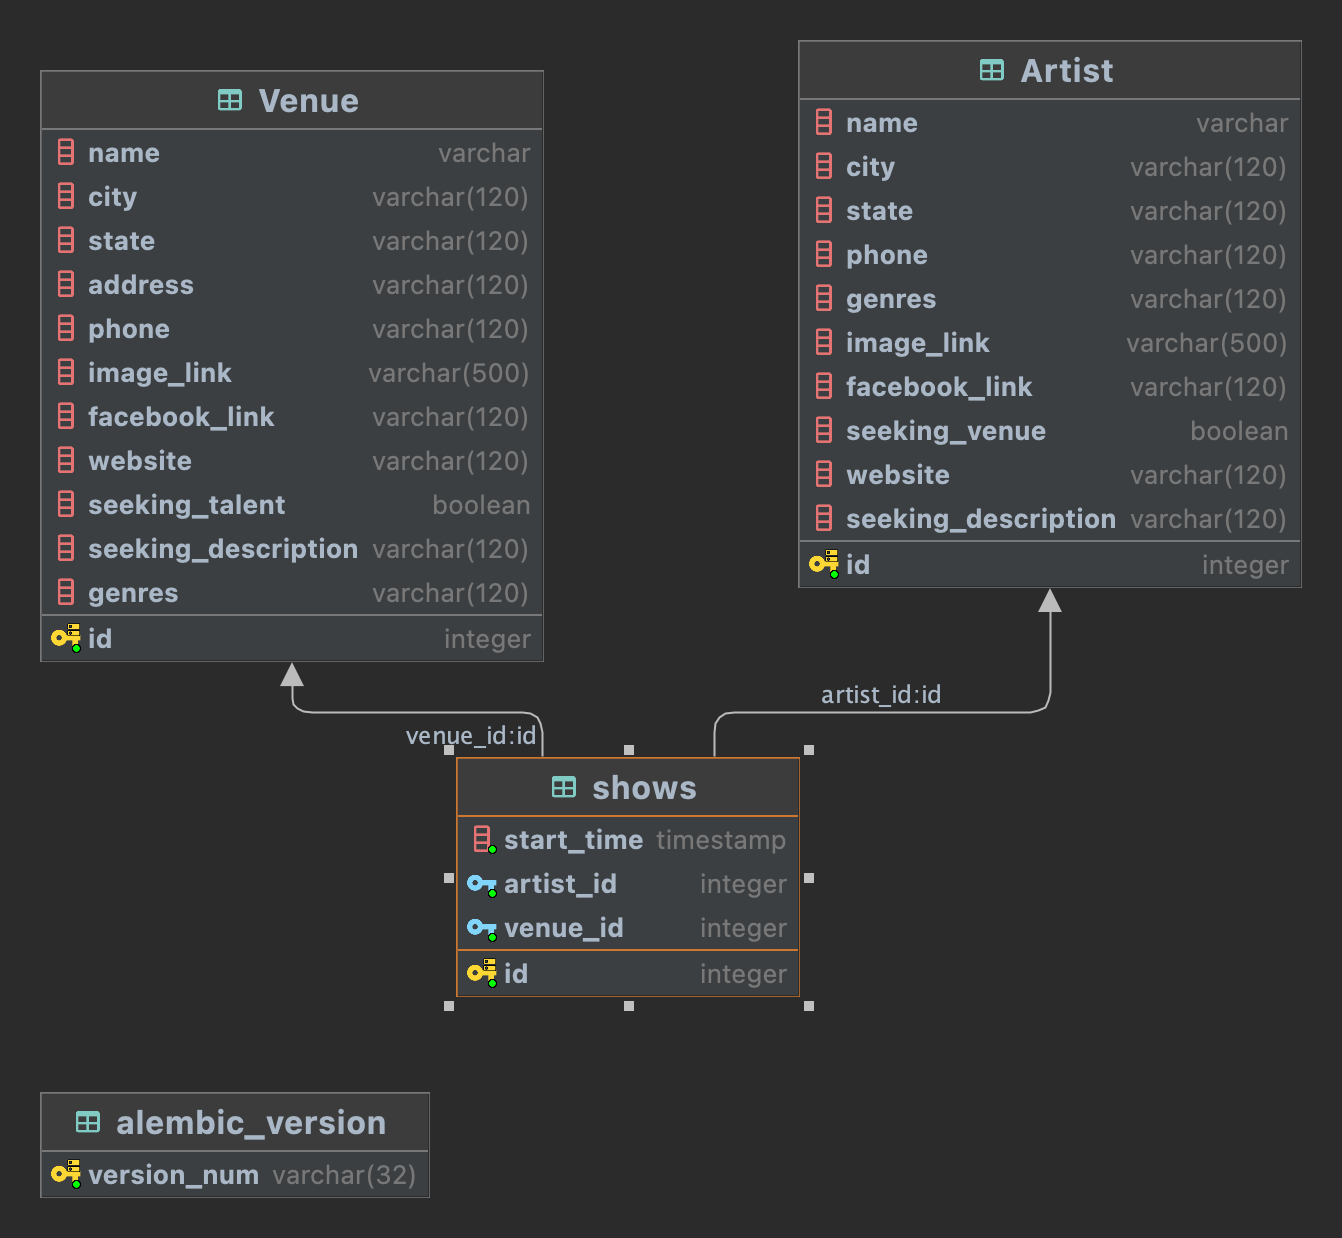 Venue
name varchar
city varchar(120)
state varchar(120)
address varchar(120)
phone varchar(120)
image_link varchar(500)
facebook_link varchar(120)
website varchar(120)
seeking_talent boolean
seeking_description varchar(120)
genres varchar(120)
id integer
Artist
name varchar
city varchar(120)
state varchar(120)
phone varchar(120)
genres varchar(120)
image_link varchar(500)
facebook_link varchar(120)
seeking_venue boolean
website varchar(120)
seeking_description varchar(120)
id integer
venue_id:id
artist_id:id
shows
start_time timestamp
artist_id integer
venue_id integer
id integer
alembic_version
version_num varchar(32)